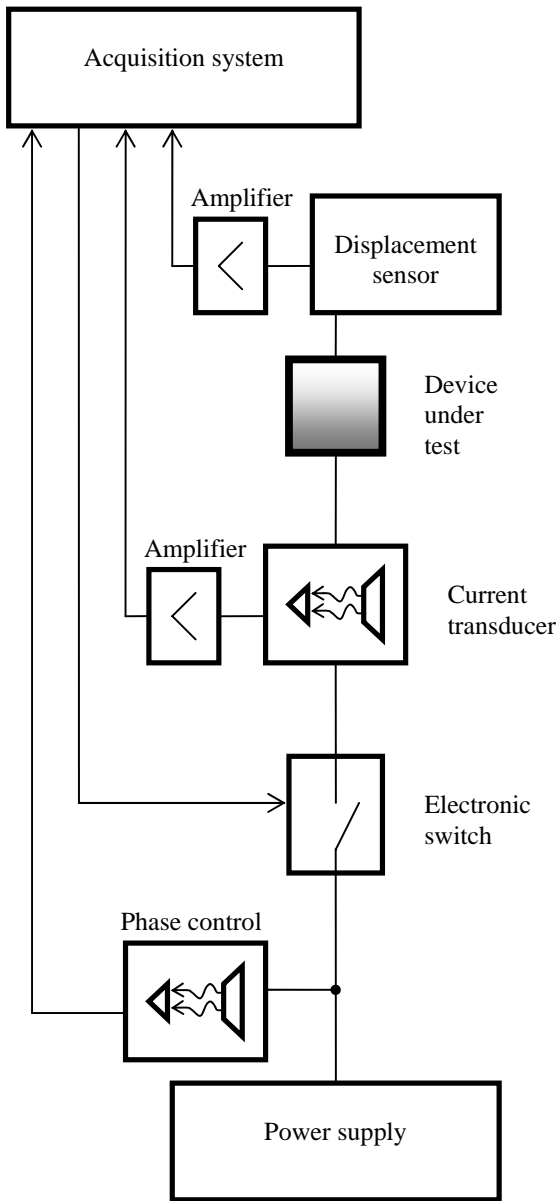 Acquisition system
Amplifier
Displacement
sensor
Device
under
test
Amplifier
Current
transducer
Electronic
switch
Phase control
Power supply